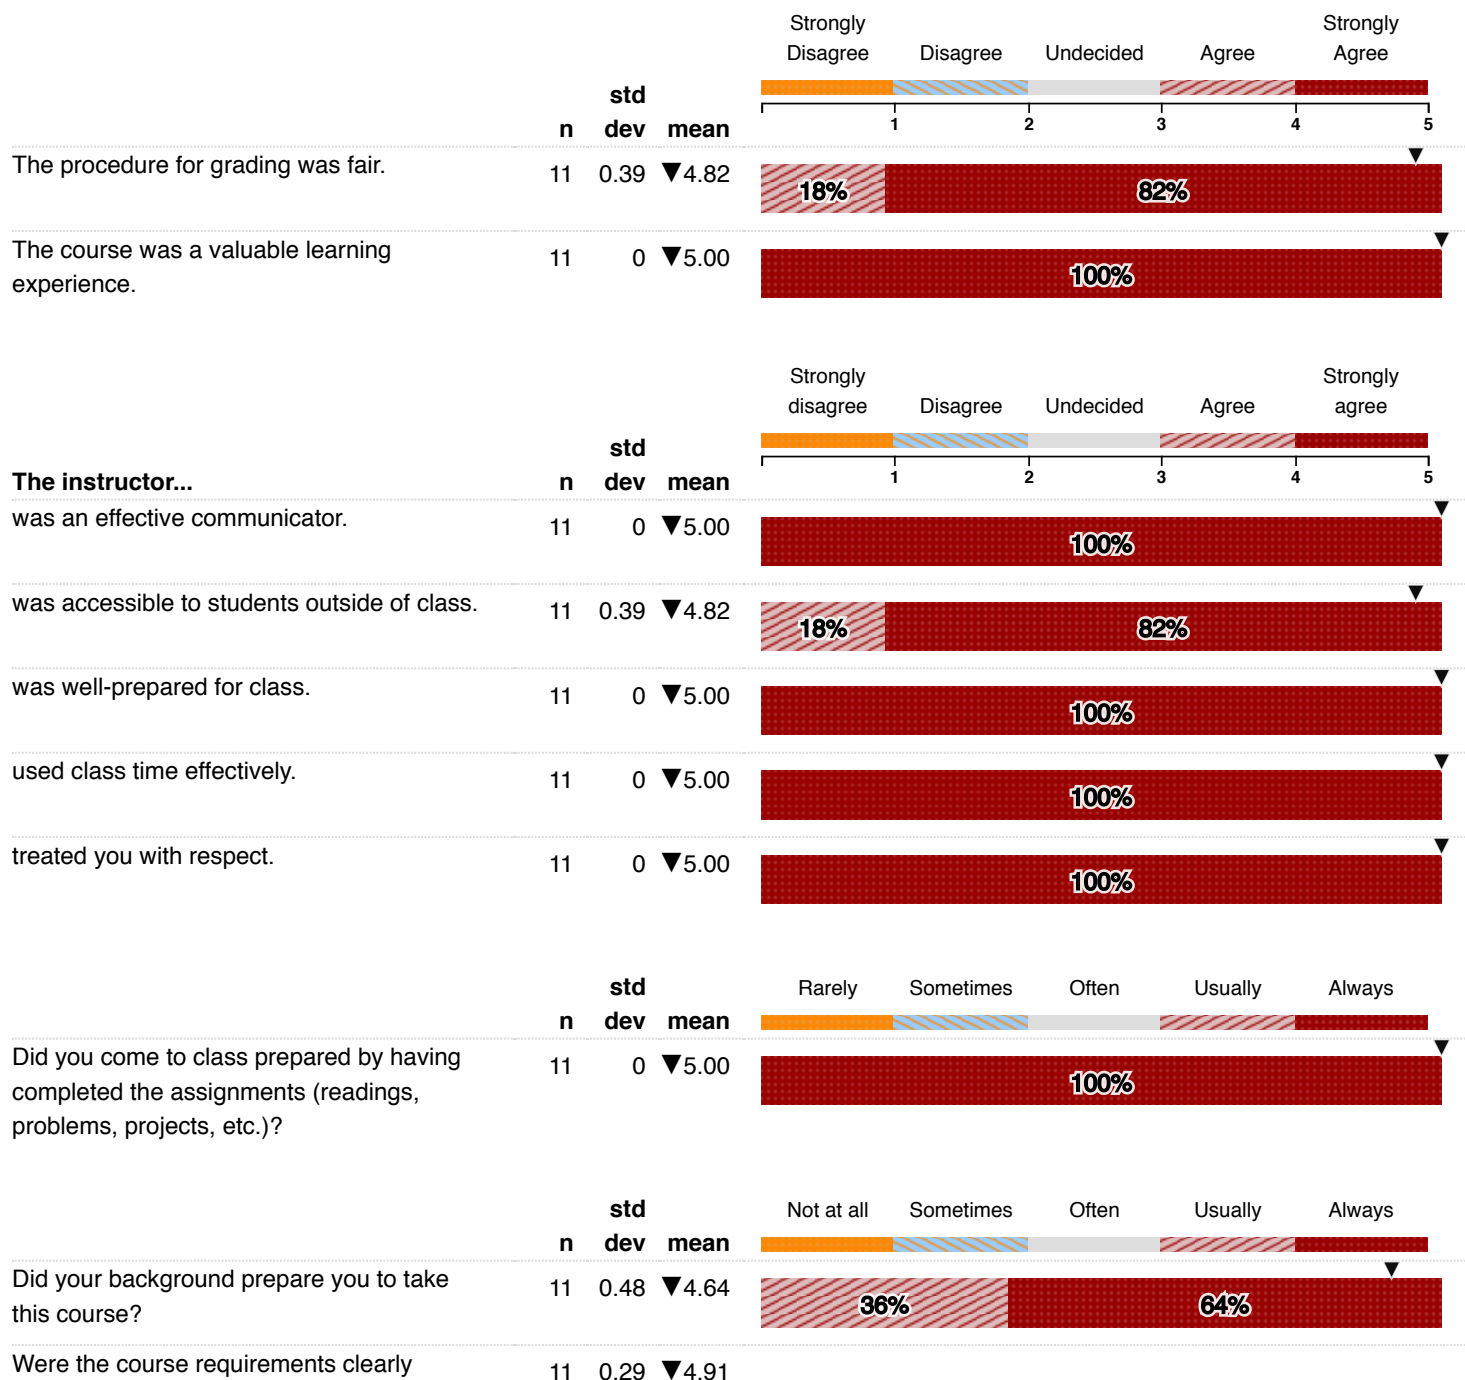 Strongly Disagree Disagree Undecided Agree Strongly Agree
n std dev mean
1 2 3 4 5
The procedure for grading was fair. 11 0.39 ▼4.82 18% 82%
The course was a valuable learning 11 0 ▼5.00 100%
experience.
Strongly disagree Disagree Undecided Agree Strongly agree
The instructor... n std dev mean
1 2 3 4 5
was an effective communicator. 11 0 ▼5.00 100%
was accessible to students outside of class. 11 0.39 ▼4.82 18% 82%
was well-prepared for class. 11 0 ▼5.00 100%
used class time effectively. 11 0 ▼5.00 100%
treated you with respect. 11 0 ▼5.00 100%
n std dev mean Rarely Sometimes Often Usually Always
Did you come to class prepared by having 11 0 ▼5.00 100%
completed the assignments (readings,
problems, projects, etc.)?
n std dev mean Not at all Sometimes Often Usually Always
Did your background prepare you to take 11 0.48 ▼4.64 36% 64%
this course?
Were the course requirements clearly 11 0.29 ▼4.91